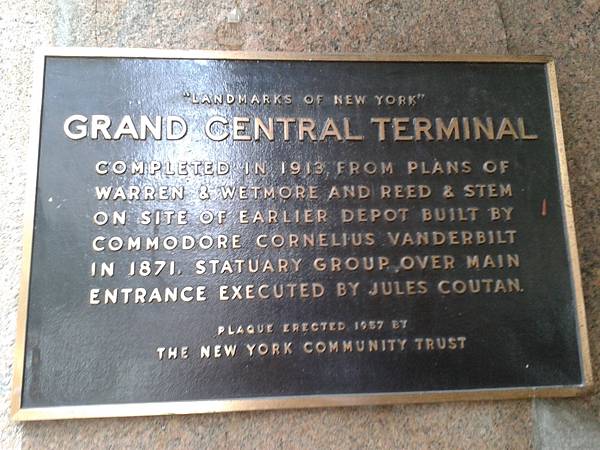 "LANDMARKS OF NEW YORK"
GRAND CENTRAL TERMINAL
COMPLETED IN 1913 FROM PLANS OF
WARREN & WETMORE AND REED & STEM
ON SITE OF EARLIER DEPOT BUILT BY
COMMODORE CORNELIUS VANDERBILT
IN 1871. STATUARY GROUP OVER MAIN
ENTRANCE EXECUTED BY JULES COUTAN.
PLAQUE ERECTED 1957 BY
THE NEW YORK COMMUNITY TRUST